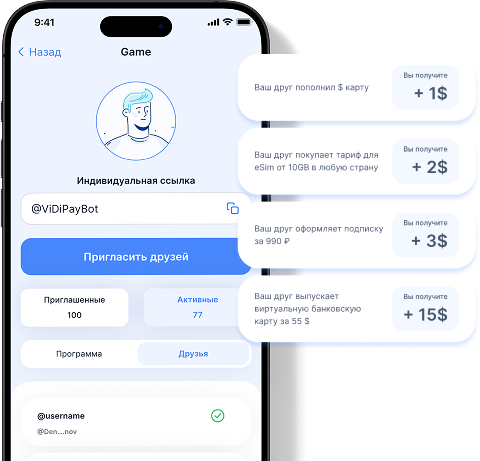 9:41
Назад
Game
Индивидуальная ссылка
@ViDiPayBot
Пригласить друзей
Приглашенные
100
Активные
77
Программа
Друзья
@username
@Den....nov
Ваш друг пополнил $ карту
Вы получите
+ 1$
Ваш друг покупает тариф для
eSim от 10GB в любую страну
Вы получите
+ 2$
Ваш друг оформляет подписку
за 990 ₽
Вы получите
+ 3$
Ваш друг выпускает
виртуальную банковскую
карту за 55 $
Вы получите
+ 15$